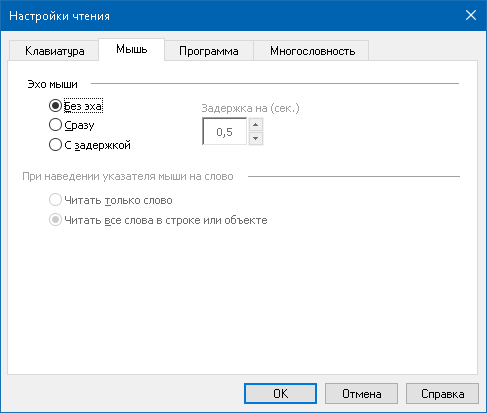 Настройки чтения
Клавиатура Мышь Программа Многословность
Эхо мыши
Без эха
Задержка на (сек.)
Сразу
0,5
С задержкой
При наведении указателя мыши на слово
Читать только слово
Читать все слова в строке или объекте
OK Отмена Справка